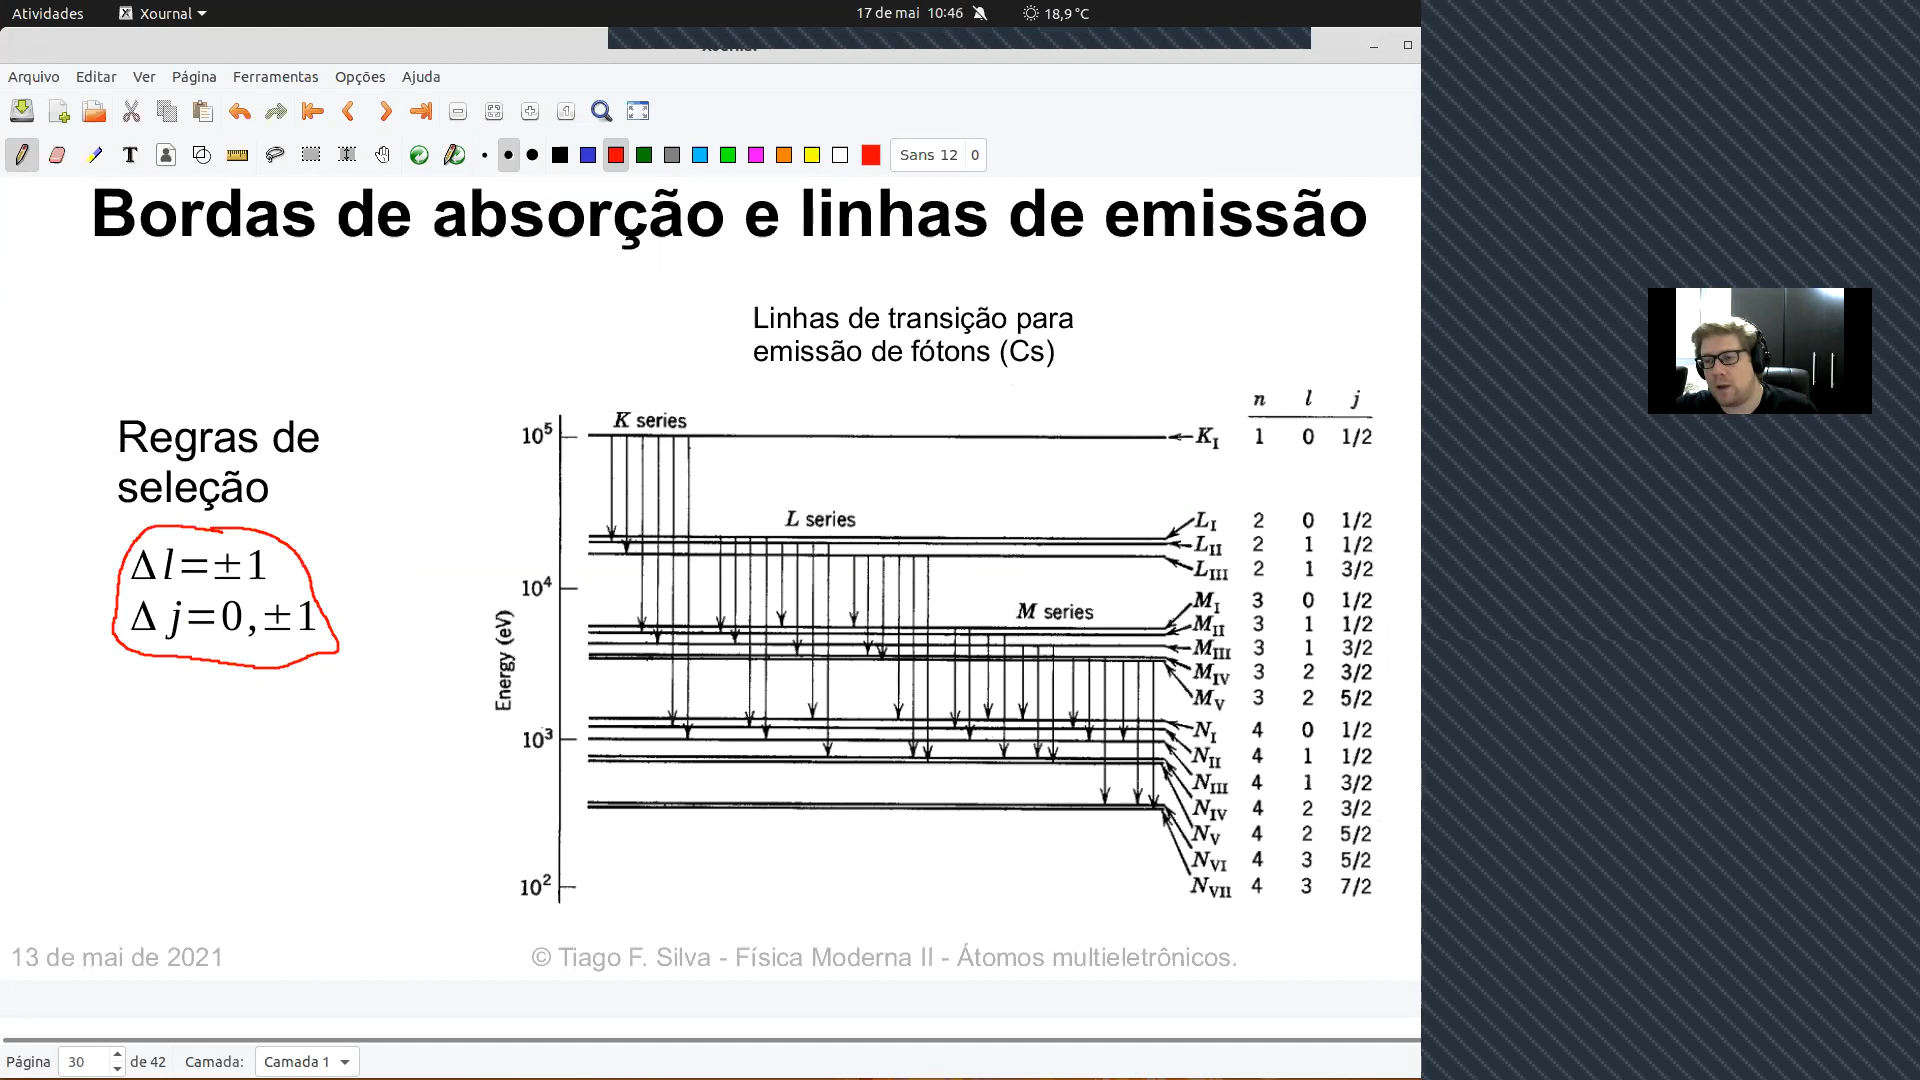 Atividades Xournal 17 de mai 10:46 18,9 °C
Arquivo Editar Ver Página Ferramentas Opções Ajuda
Sans 12 0
Bordas de absorção e linhas de emissão
Linhas de transição para
emissão de fótons (Cs)
Regras de
seleção
Δ l=±1
Δ j=0,±1
n l j
K series
10⁵
K_I 1 0 1/2
L series
L_I 2 0 1/2
L_II 2 1 1/2
L_III 2 1 3/2
10⁴
M series
M_I 3 0 1/2
M_II 3 1 1/2
M_III 3 1 3/2
M_IV 3 2 3/2
M_V 3 2 5/2
Energy (eV)
10³
N_I 4 0 1/2
N_II 4 1 1/2
N_III 4 1 3/2
N_IV 4 2 3/2
N_V 4 2 5/2
N_VI 4 3 5/2
N_VII 4 3 7/2
10²
13 de mai de 2021 © Tiago F. Silva - Física Moderna II - Átomos multieletrônicos.
Página 30 de 42 Camada: Camada 1